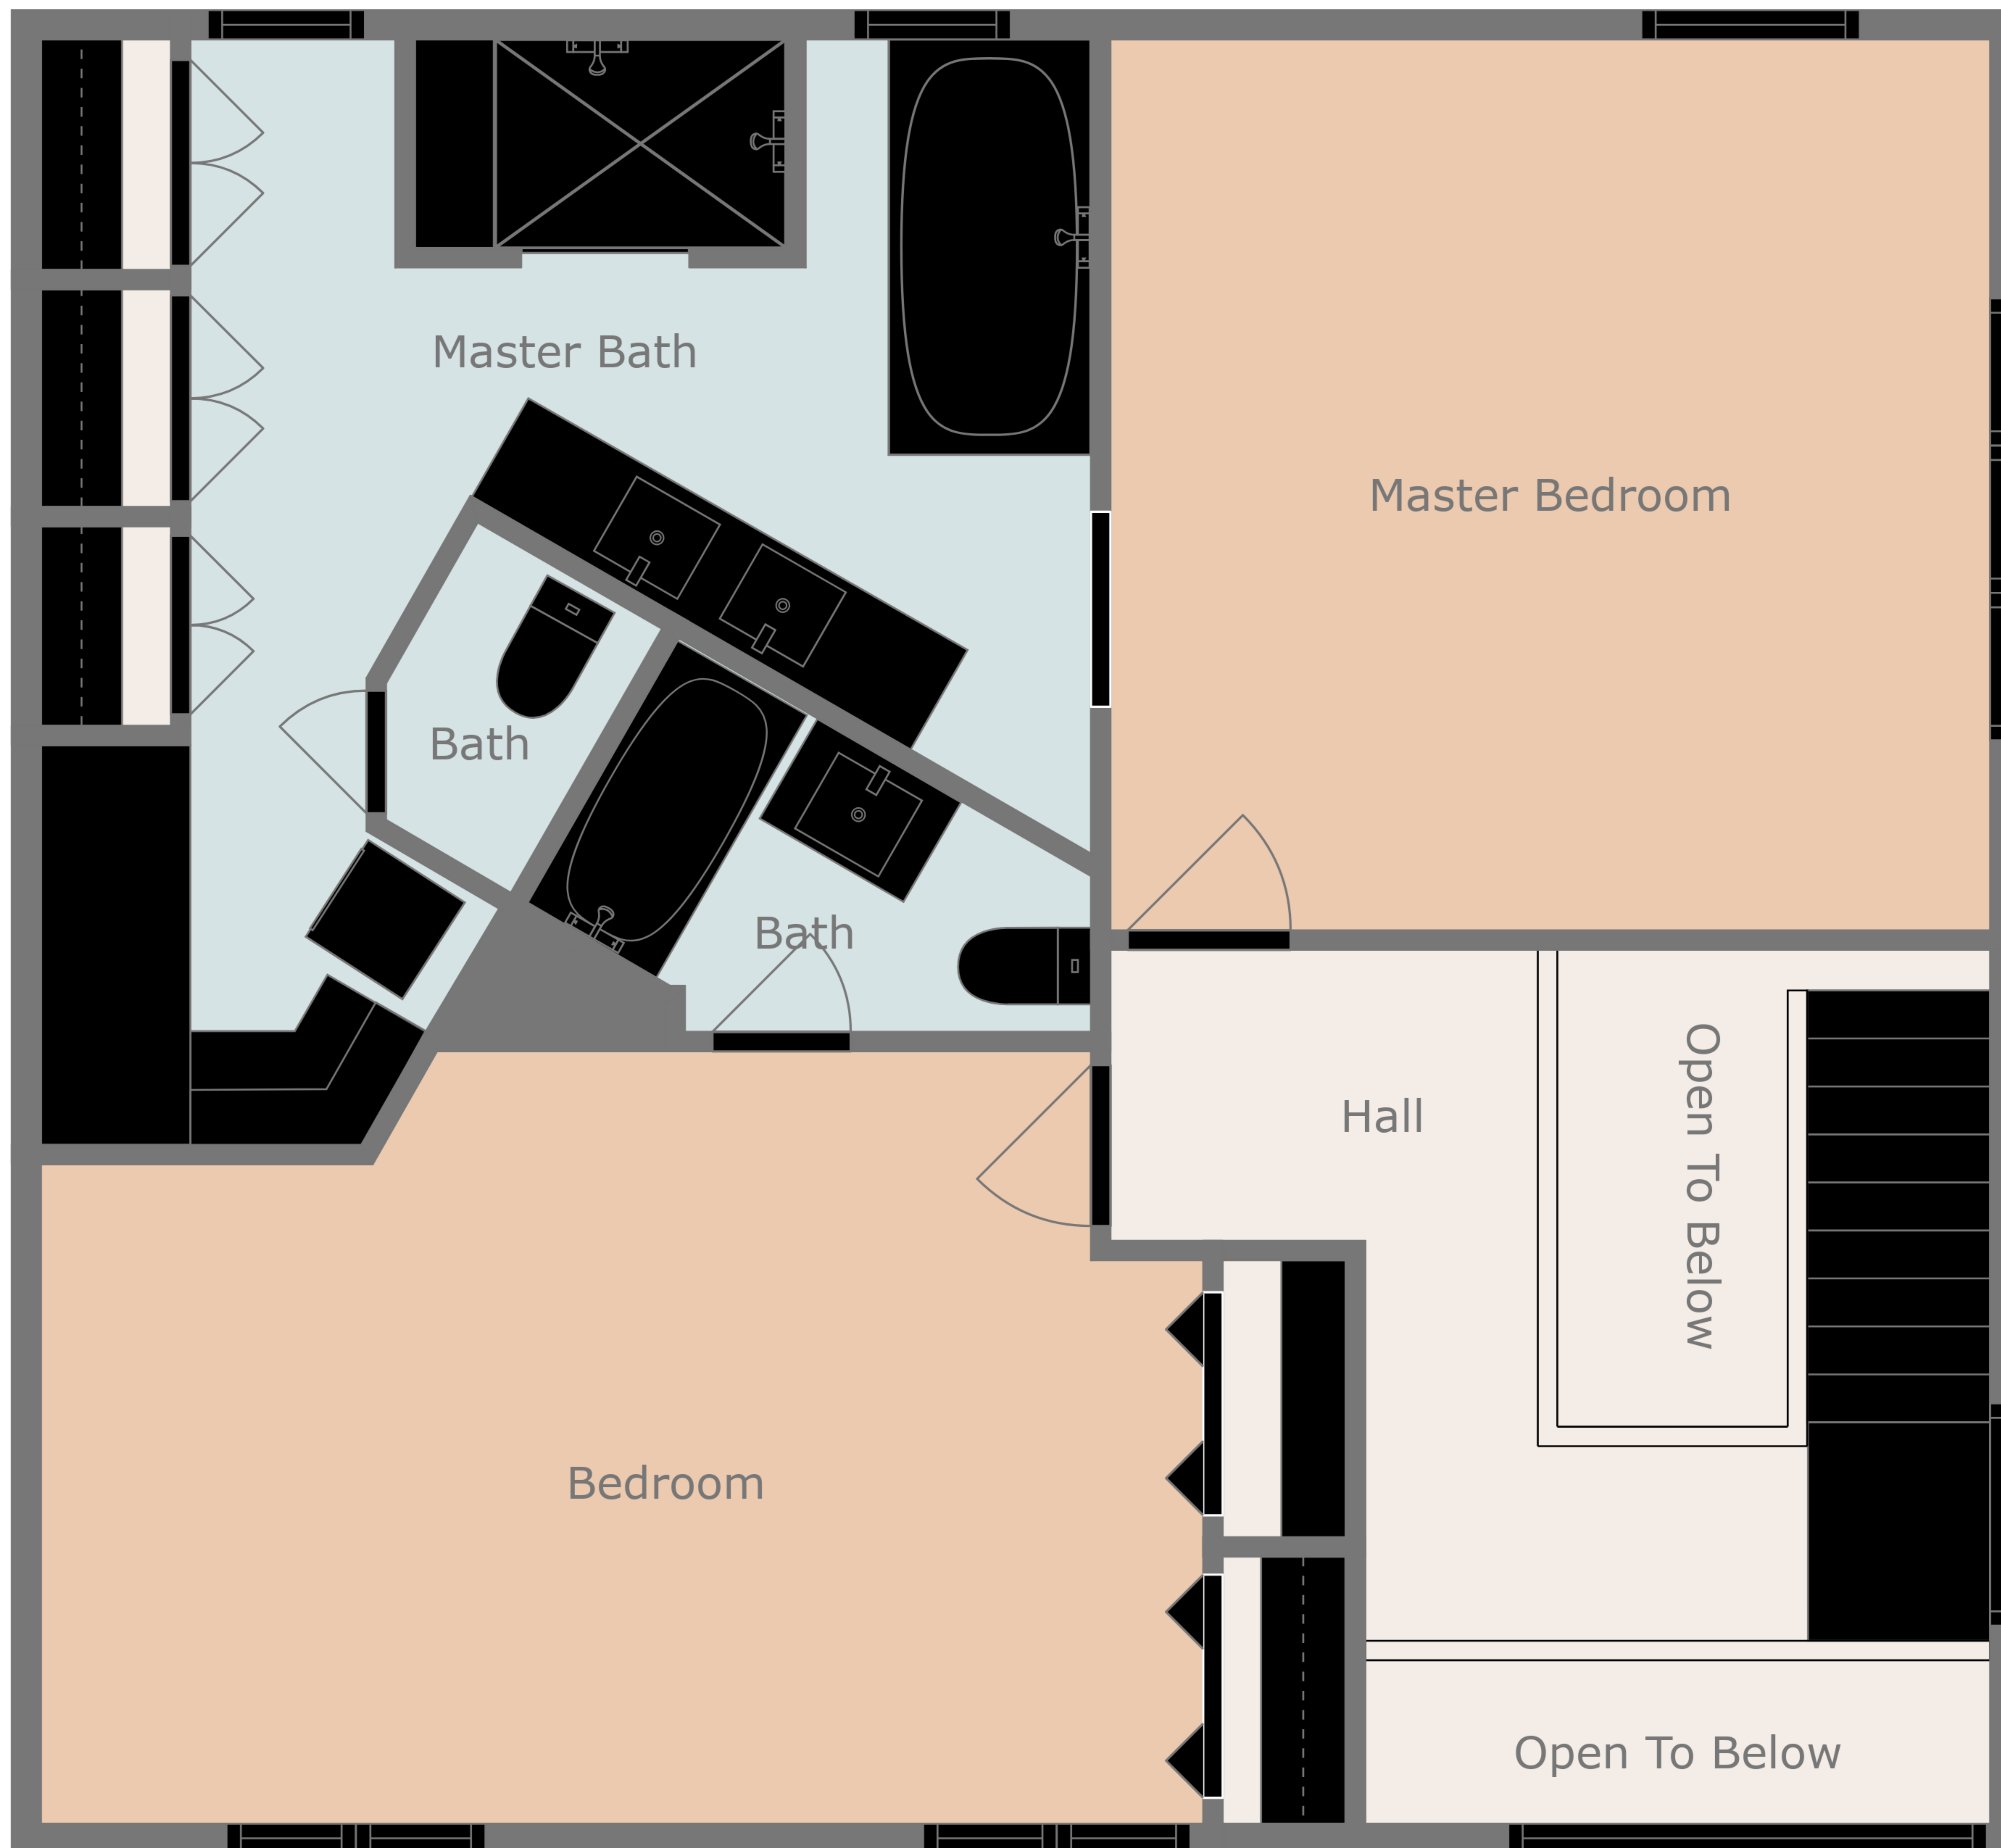 Master Bath
Master Bedroom
Bath
Bath
Hall
Open To Below
Bedroom
Open To Below